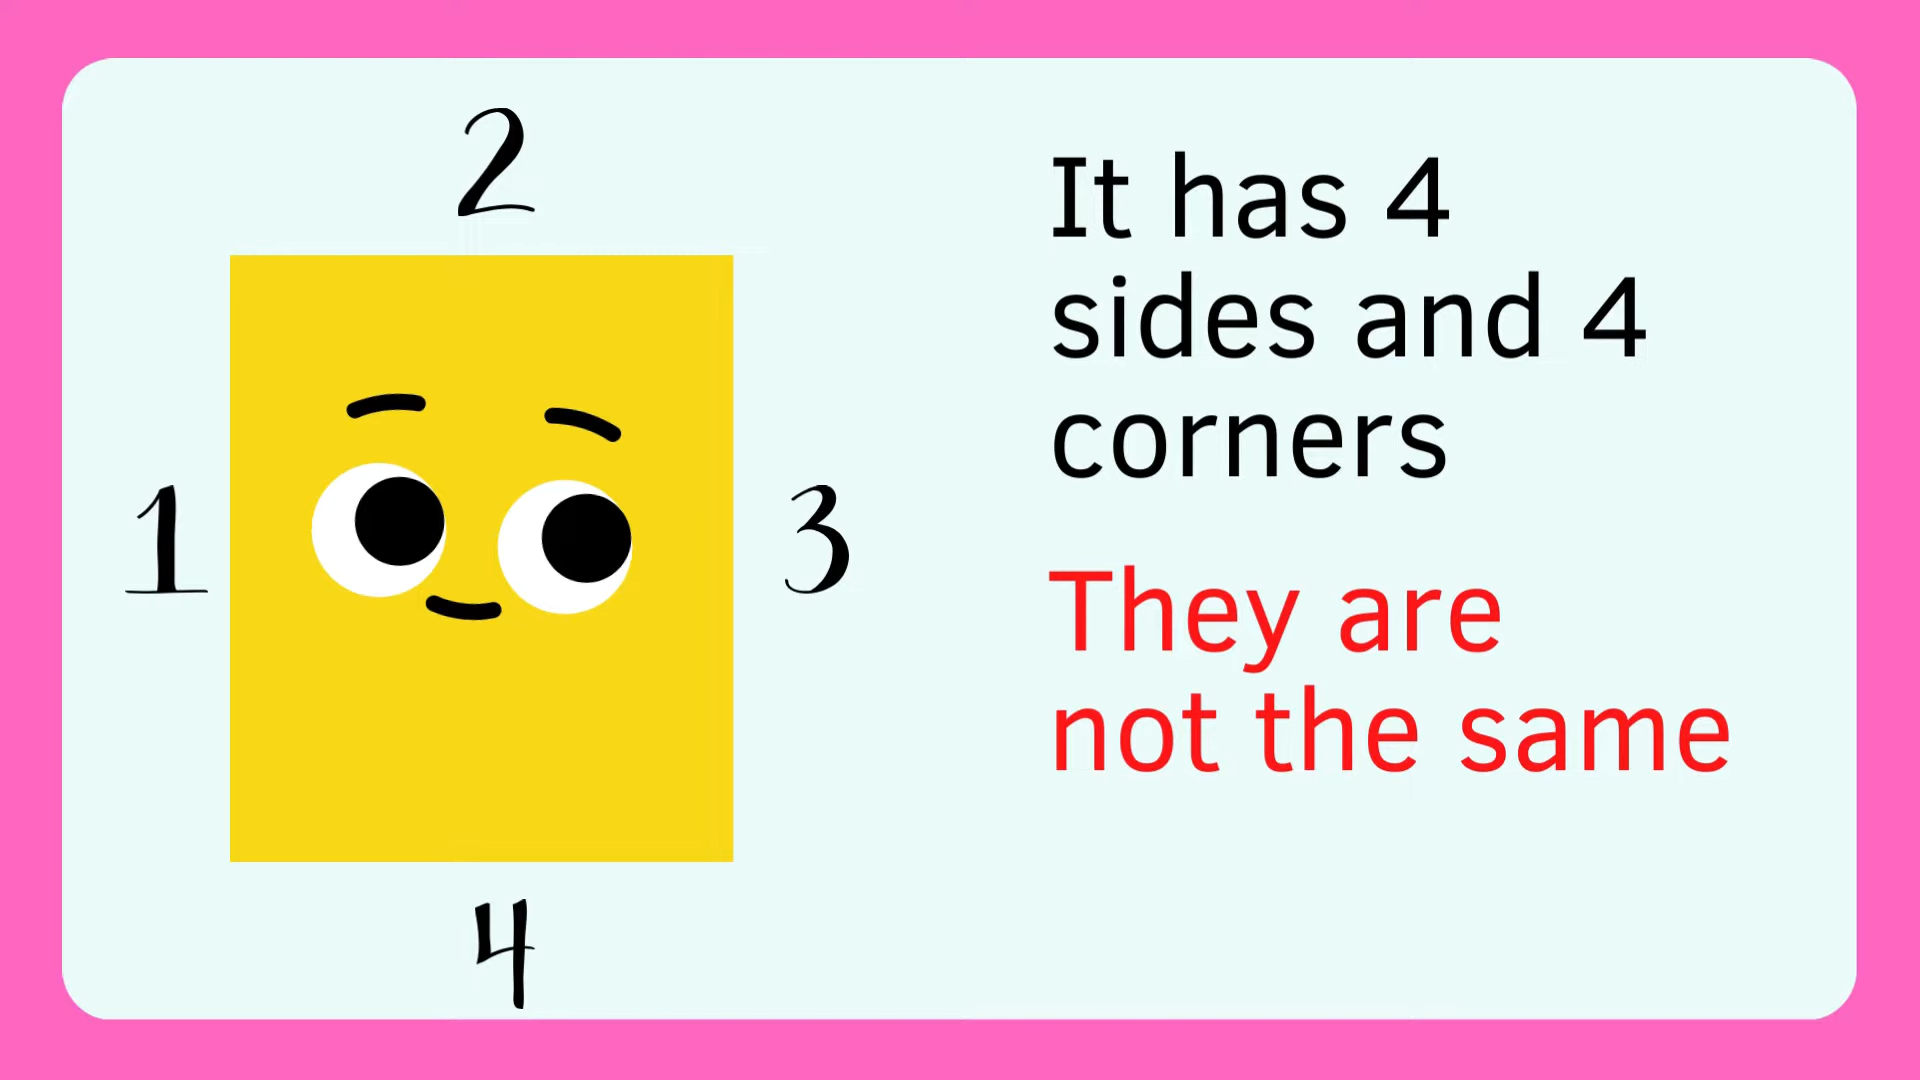 2
1
3
4
It has 4
sides and 4
corners
They are
not the same